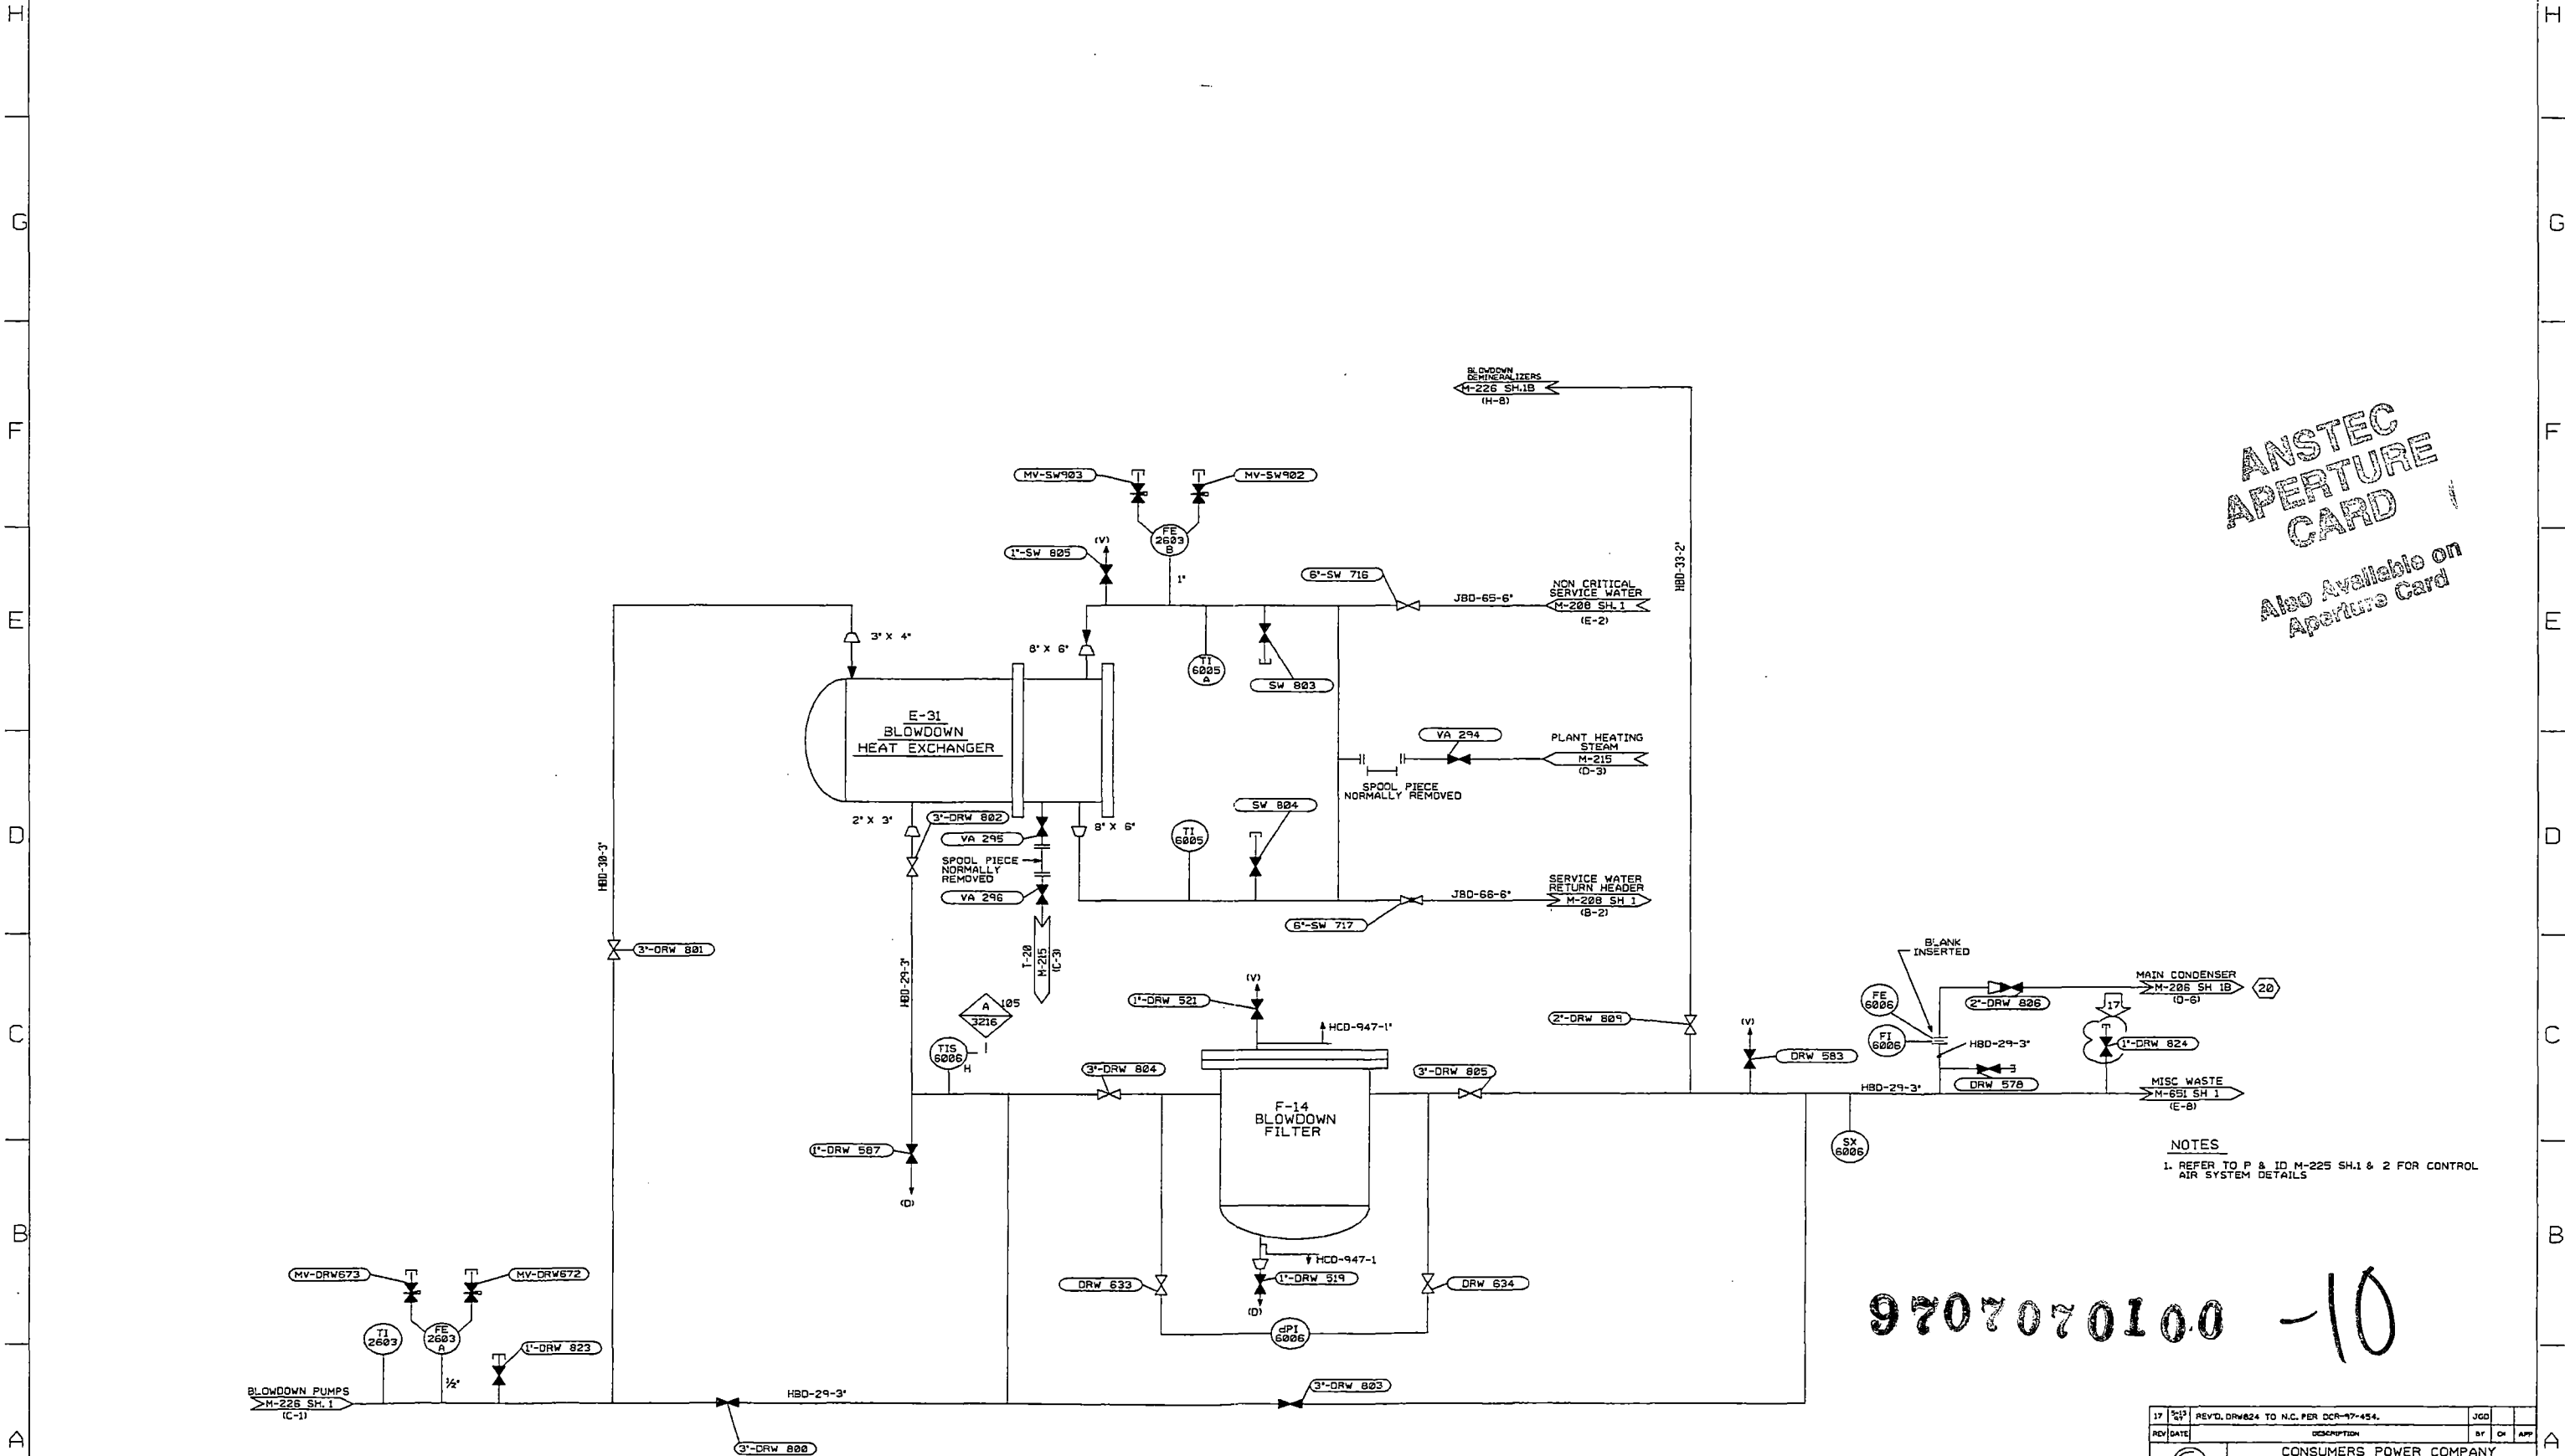 H
H
G
G
F
F
E
E
D
D
C
C
B
B
A
A
BLOWDOWN
DEMINERALIZERS
M-226 SH.1B
(H-8)
ANSTEC
APERTURE
CARD
Also Available on
Aperture Card
MV-SW903
MV-SW902
FE
2603
B
1"-SW 805
(V)
1"
6"-SW 716
JBD-65-6"
NON CRITICAL
SERVICE WATER
M-208 SH.1
(E-2)
HBD-33-2"
3" X 4"
8" X 6"
TI
6005
A
SW 803
E-31
BLOWDOWN
HEAT EXCHANGER
VA 294
PLANT HEATING
STEAM
M-215
(D-3)
SPOOL PIECE
NORMALLY REMOVED
2" X 3"
3"-DRW 802
VA 295
SPOOL PIECE
NORMALLY
REMOVED
VA 296
8" X 6"
TI
6005
SW 804
JBD-66-6"
SERVICE WATER
RETURN HEADER
M-208 SH 1
(B-2)
6"-SW 717
HBD-30-3"
3"-DRW 801
HBD-29-3"
T-20
M-215
(C-3)
A
3216
105
TIS
6006
H
1"-DRW 521
(V)
HCD-947-1"
2"-DRW 809
(V)
DRW 583
BLANK
INSERTED
FE
6006
FI
6006
2"-DRW 806
MAIN CONDENSER
M-206 SH 1B
(D-6)
20
17
1"-DRW 824
HBD-29-3"
DRW 578
3"-DRW 804
3"-DRW 805
HBD-29-3"
MISC WASTE
M-651 SH 1
(E-8)
F-14
BLOWDOWN
FILTER
1"-DRW 587
(D)
SX
6006
NOTES
1. REFER TO P & ID M-225 SH.1 & 2 FOR CONTROL
AIR SYSTEM DETAILS
HCD-947-1
1"-DRW 519
(D)
DRW 633
DRW 634
dPI
6006
MV-DRW673
MV-DRW672
TI
2603
FE
2603
A
1"-DRW 823
1/2"
BLOWDOWN PUMPS
M-226 SH.1
(C-1)
HBD-29-3"
3"-DRW 803
3"-DRW 800
9707070100 -10
17 5-13 97 REV'D. DRW824 TO N.C. PER DCR-97-454. JGD
REV DATE DESCRIPTION BY CH APP
CONSUMERS POWER COMPANY